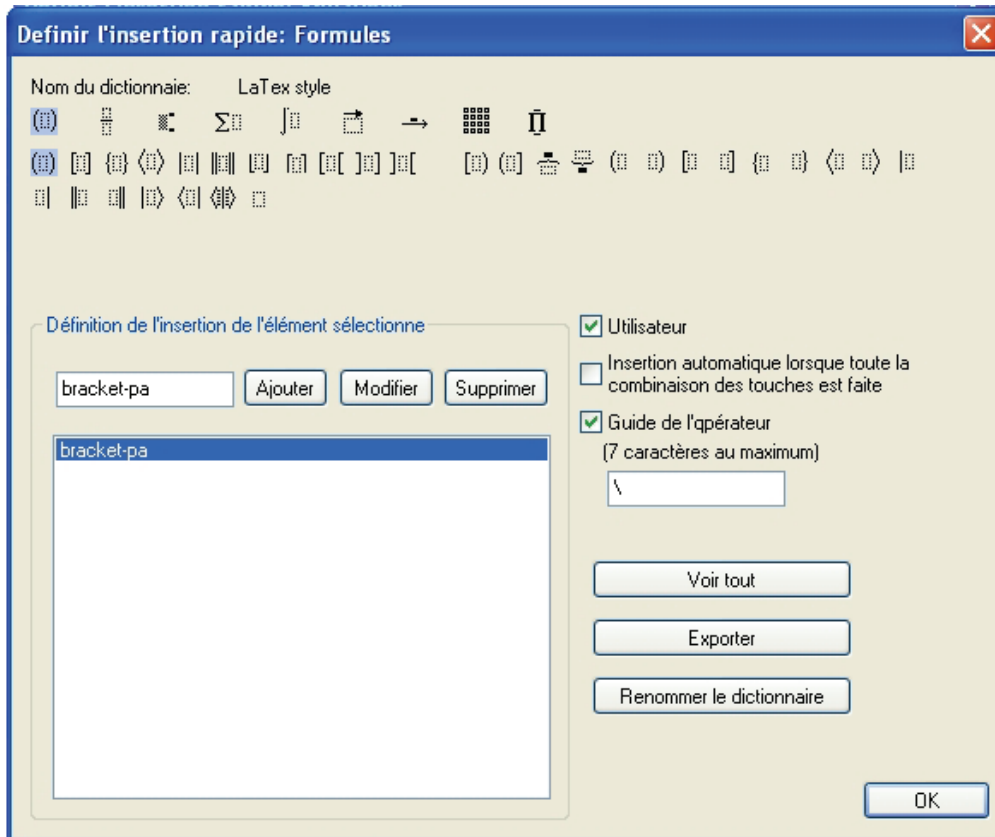 Definir l'insertion rapide: Formules
Nom du dictionnaie: LaTex style
Définition de l'insertion de l'élément sélectionne
bracket-pa Ajouter Modifier Supprimer
bracket-pa
Utilisateur
Insertion automatique lorsque toute la
combinaison des touches est faite
Guide de l'qpérateur
(7 caractères au maximum)
\
Voir tout
Exporter
Renommer le dictionnaire
OK